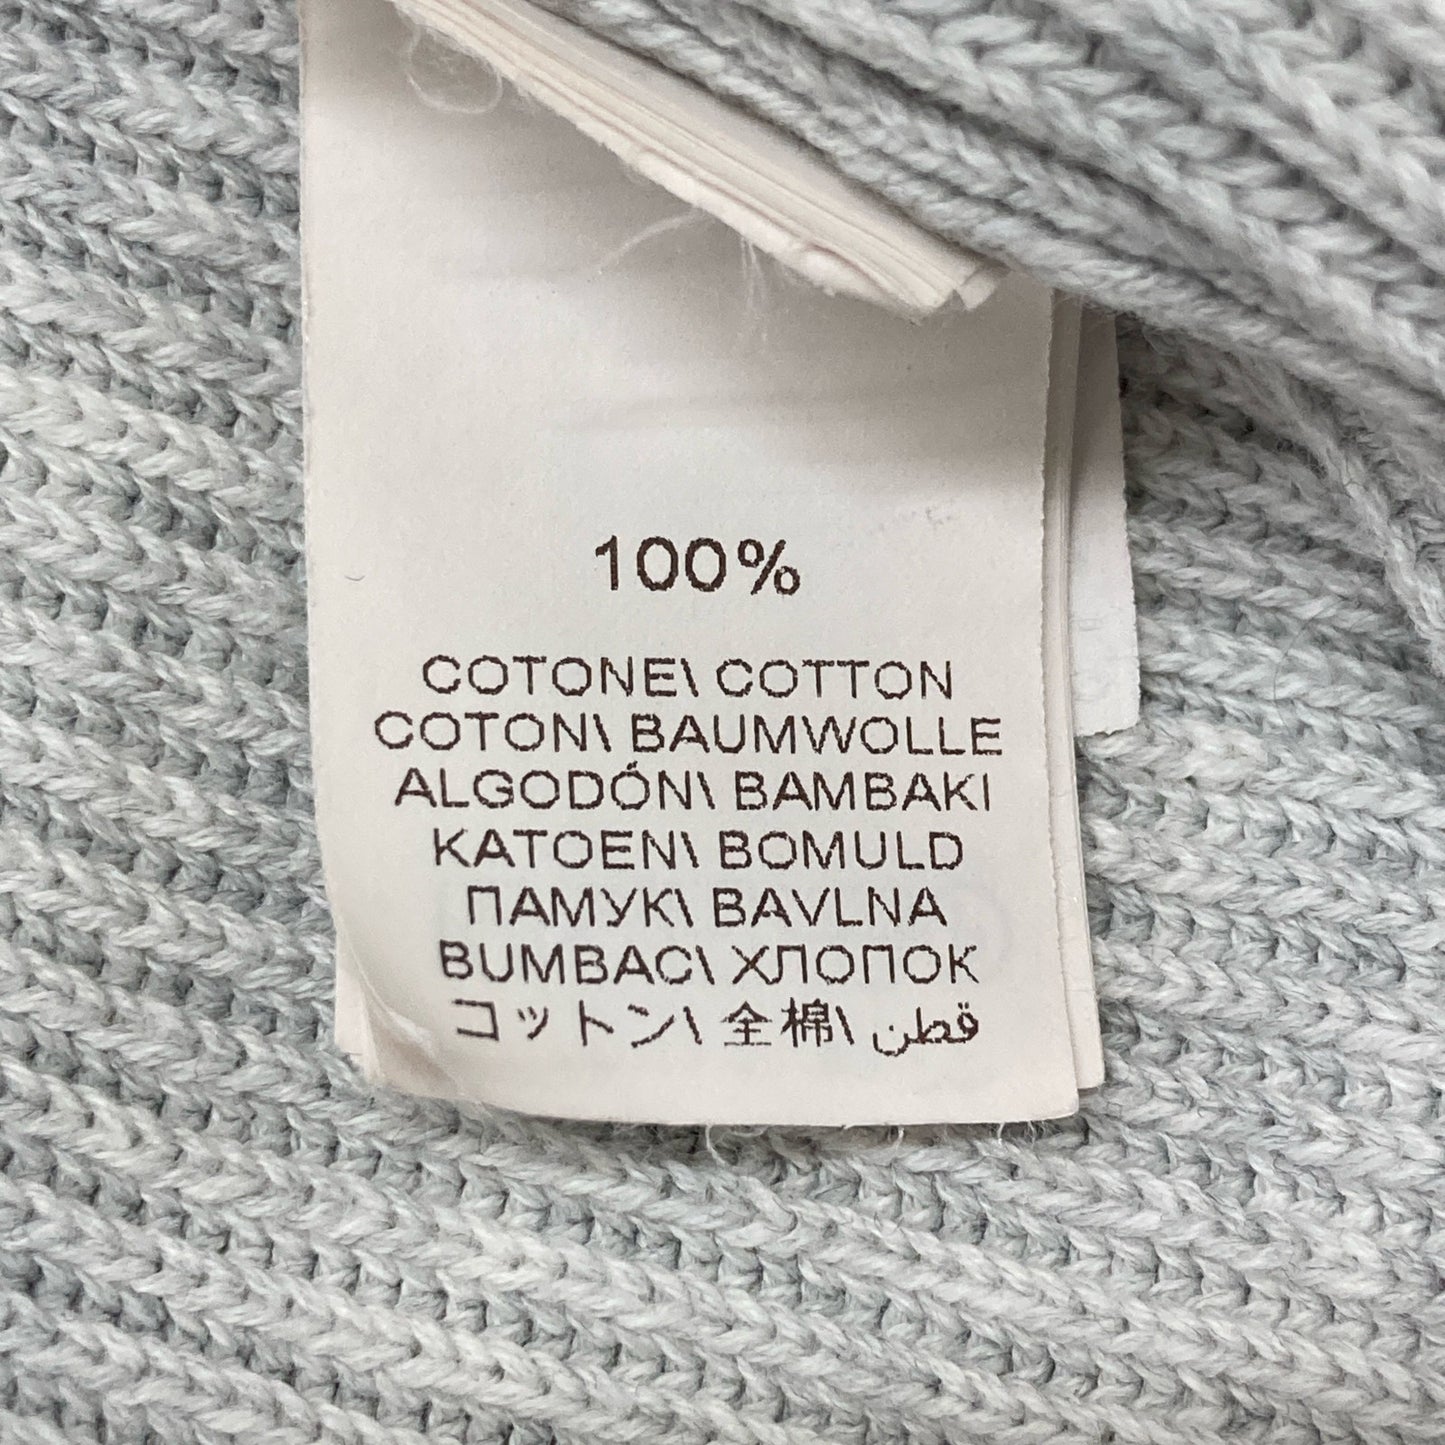 100%
COTONE\ COTTON
COTON\ BAUMWOLLE
ALGODÓN\ BAMBAKI
KATOEN\ BOMULD
ПАМУК\ BAVLNA
BUMBAC\ ХЛОПОК
コットン\ 全棉\ قطن